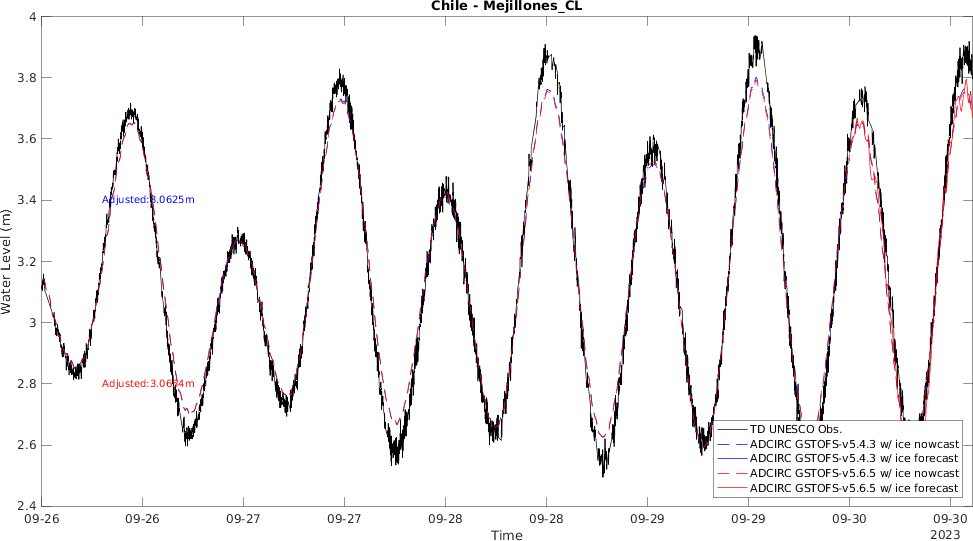 Chile - Mejillones_CL
4
3.8
3.6
3.4
3.2
3
2.8
2.6
2.4
Water Level (m)
Adjusted:3.0625m
Adjusted:3.0634m
TD UNESCO Obs.
ADCIRC GSTOFS-v5.4.3 w/ ice nowcast
ADCIRC GSTOFS-v5.4.3 w/ ice forecast
ADCIRC GSTOFS-v5.6.5 w/ ice nowcast
ADCIRC GSTOFS-v5.6.5 w/ ice forecast
09-26 09-26 09-27 09-27 09-28 09-28 09-29 09-29 09-30 09-30
Time
2023